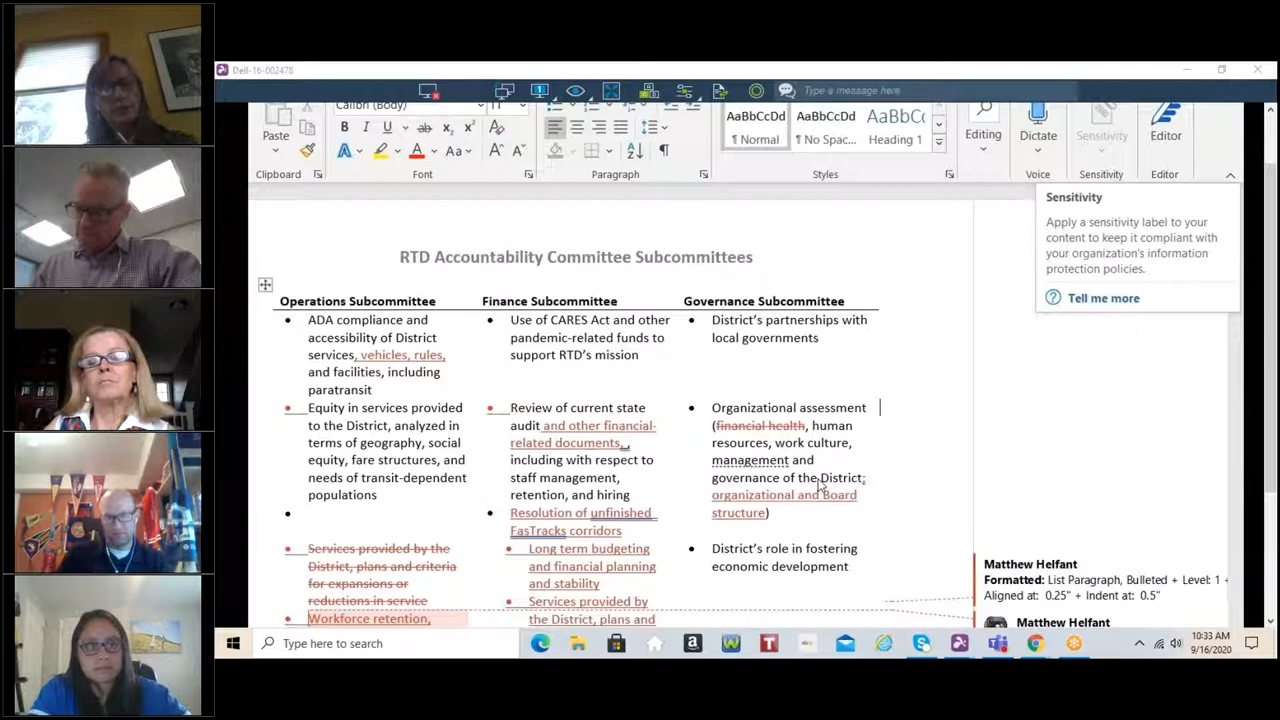 Dell-16-002478
Type a message here
Calibri (Body)
11
AaBbCcDd AaBbCcDd AaBbCc
¶ Normal ¶ No Spac... Heading 1
Paste
B I U ab x₂ x²
Aa
Editing Dictate Sensitivity Editor
Clipboard Font Paragraph Styles Voice Sensitivity Editor
Sensitivity
Apply a sensitivity label to your
content to keep it compliant with
your organization's information
protection policies.
Tell me more
RTD Accountability Committee Subcommittees
Operations Subcommittee
• ADA compliance and
accessibility of District
services, vehicles, rules,
and facilities, including
paratransit
• Equity in services provided
to the District, analyzed in
terms of geography, social
equity, fare structures, and
needs of transit-dependent
populations
•
• Services provided by the
District, plans and criteria
for expansions or
reductions in service
• Workforce retention,
Finance Subcommittee
• Use of CARES Act and other
pandemic-related funds to
support RTD's mission
• Review of current state
audit and other financial-
related documents,,
including with respect to
staff management,
retention, and hiring
• Resolution of unfinished
FasTracks corridors
• Long term budgeting
and financial planning
and stability
• Services provided by
the District, plans and
Governance Subcommittee
• District's partnerships with
local governments
• Organizational assessment
(financial health, human
resources, work culture,
management and
governance of the District;
organizational and Board
structure)
• District's role in fostering
economic development
Matthew Helfant
Formatted: List Paragraph, Bulleted + Level: 1 +
Aligned at: 0.25" + Indent at: 0.5"
Matthew Helfant
Type here to search
10:33 AM
9/16/2020